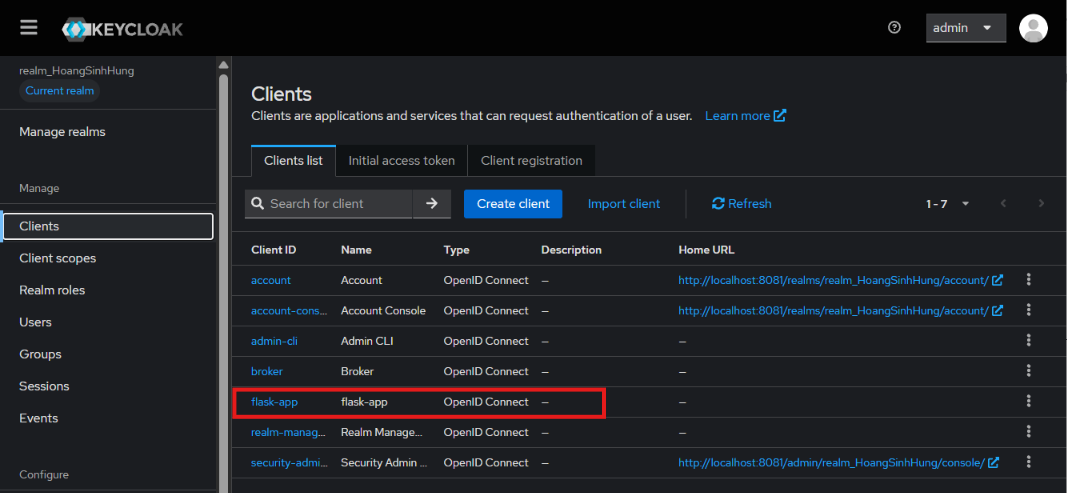 KEYCLOAK
admin
realm_HoangSinhHung
Current realm
Manage realms
Manage
Clients
Client scopes
Realm roles
Users
Groups
Sessions
Events
Configure
Clients
Clients are applications and services that can request authentication of a user. Learn more
Clients list Initial access token Client registration
Search for client Create client Import client Refresh 1 - 7
Client ID Name Type Description Home URL
account Account OpenID Connect – http://localhost:8081/realms/realm_HoangSinhHung/account/
account-cons... Account Console OpenID Connect – http://localhost:8081/realms/realm_HoangSinhHung/account/
admin-cli Admin CLI OpenID Connect – –
broker Broker OpenID Connect – –
flask-app flask-app OpenID Connect – –
realm-manag... Realm Manage... OpenID Connect – –
security-admi... Security Admin ... OpenID Connect – http://localhost:8081/admin/realm_HoangSinhHung/console/